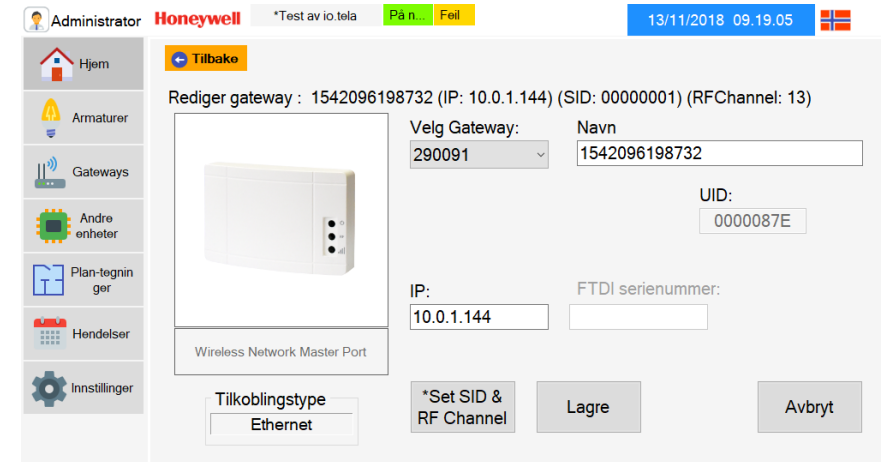 Administrator
Honeywell
*Test av io.tela
På n...
Feil
13/11/2018 09.19.05
Hjem
Armaturer
Gateways
Andre
enheter
Plan-tegnin
ger
Hendelser
Innstillinger
Tilbake
Rediger gateway : 1542096198732 (IP: 10.0.1.144) (SID: 00000001) (RFChannel: 13)
Velg Gateway:
290091
Navn
1542096198732
UID:
0000087E
IP:
10.0.1.144
FTDI serienummer:
Wireless Network Master Port
Tilkoblingstype
Ethernet
*Set SID &
RF Channel
Lagre
Avbryt